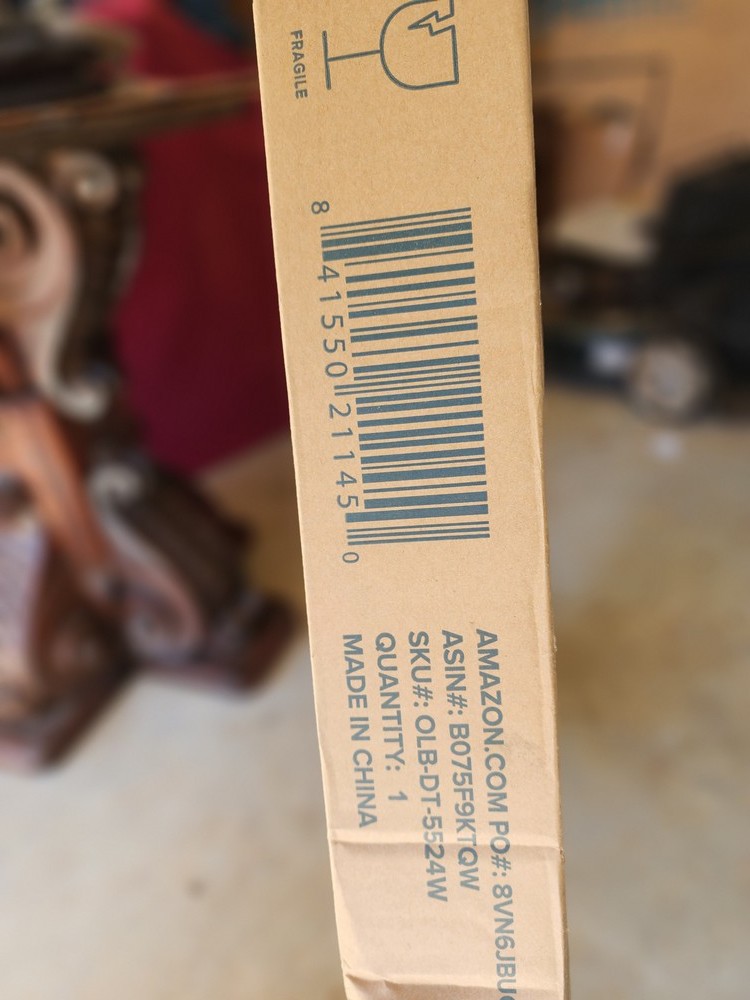 FRAGILE
8 41550 21145 0
AMAZON.COM PO#:
ASIN#: B075F9KTQW
SKU#: OLB-DT-5524W
QUANTITY: 1
MADE IN CHINA